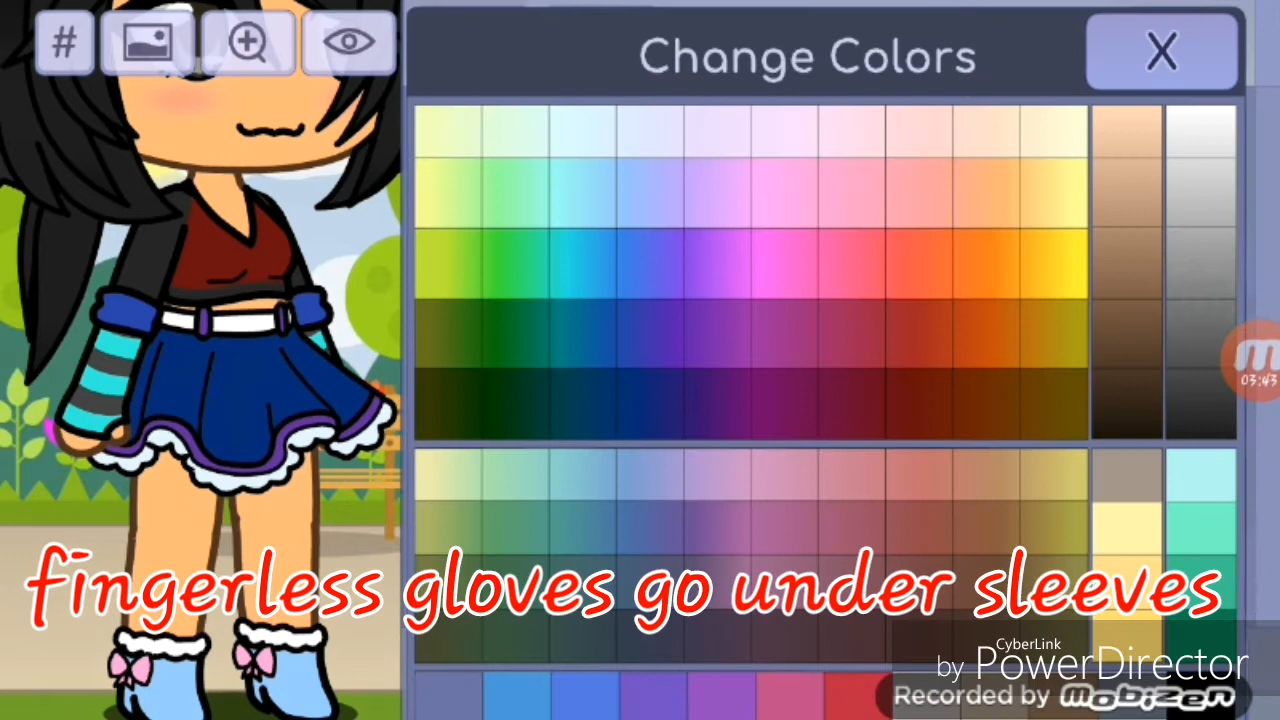 #
Change Colors
X
03:43
fingerless gloves go under sleeves
CyberLink
by PowerDirector
Recorded by mobizen